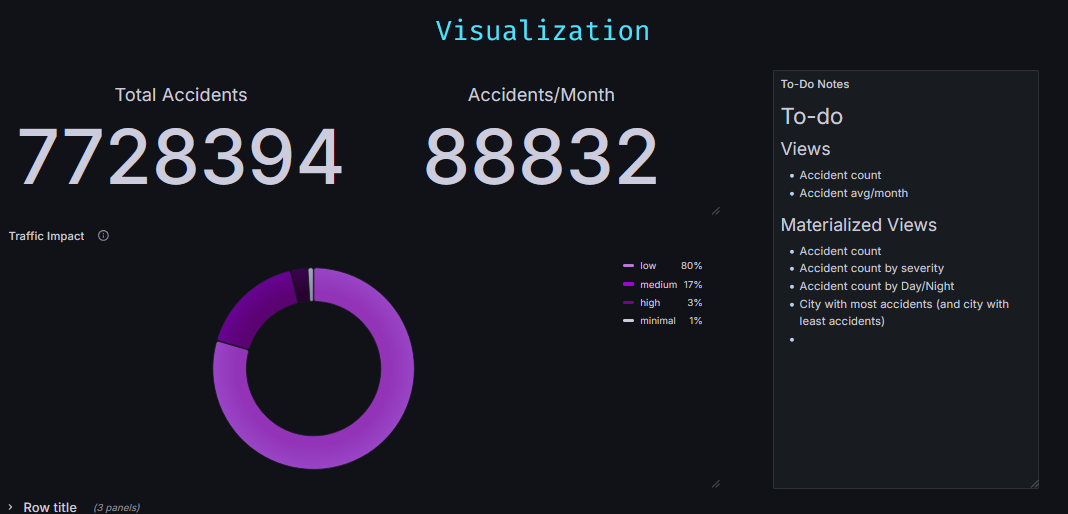 Visualization
Total Accidents
7728394
Accidents/Month
88832
Traffic Impact
low 80%
medium 17%
high 3%
minimal 1%
Row title (3 panels)
To-Do Notes
To-do
Views
Accident count
Accident avg/month
Materialized Views
Accident count
Accident count by severity
Accident count by Day/Night
City with most accidents (and city with
least accidents)